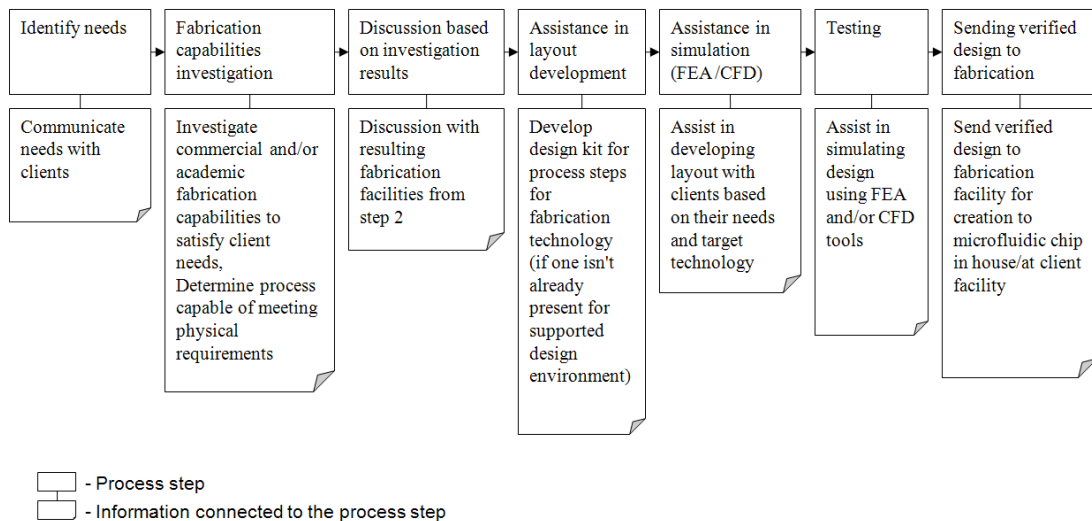 Identify needs
Fabrication
capabilities
investigation
Discussion based
on investigation
results
Assistance in
layout
development
Assistance in
simulation
(FEA/CFD)
Testing
Sending verified
design to
fabrication
Communicate
needs with
clients
Investigate
commercial and/or
academic
fabrication
capabilities to
satisfy client
needs,
Determine process
capable of meeting
physical
requirements
Discussion with
resulting
fabrication
facilities from
step 2
Develop
design kit for
process steps
for
fabrication
technology
(if one isn't
already
present for
supported
design
environment)
Assist in
developing
layout with
clients based
on their needs
and target
technology
Assist in
simulating
design
using FEA
and/or CFD
tools
Send verified
design to
fabrication
facility for
creation to
microfluidic chip
in house/at client
facility
- Process step
- Information connected to the process step